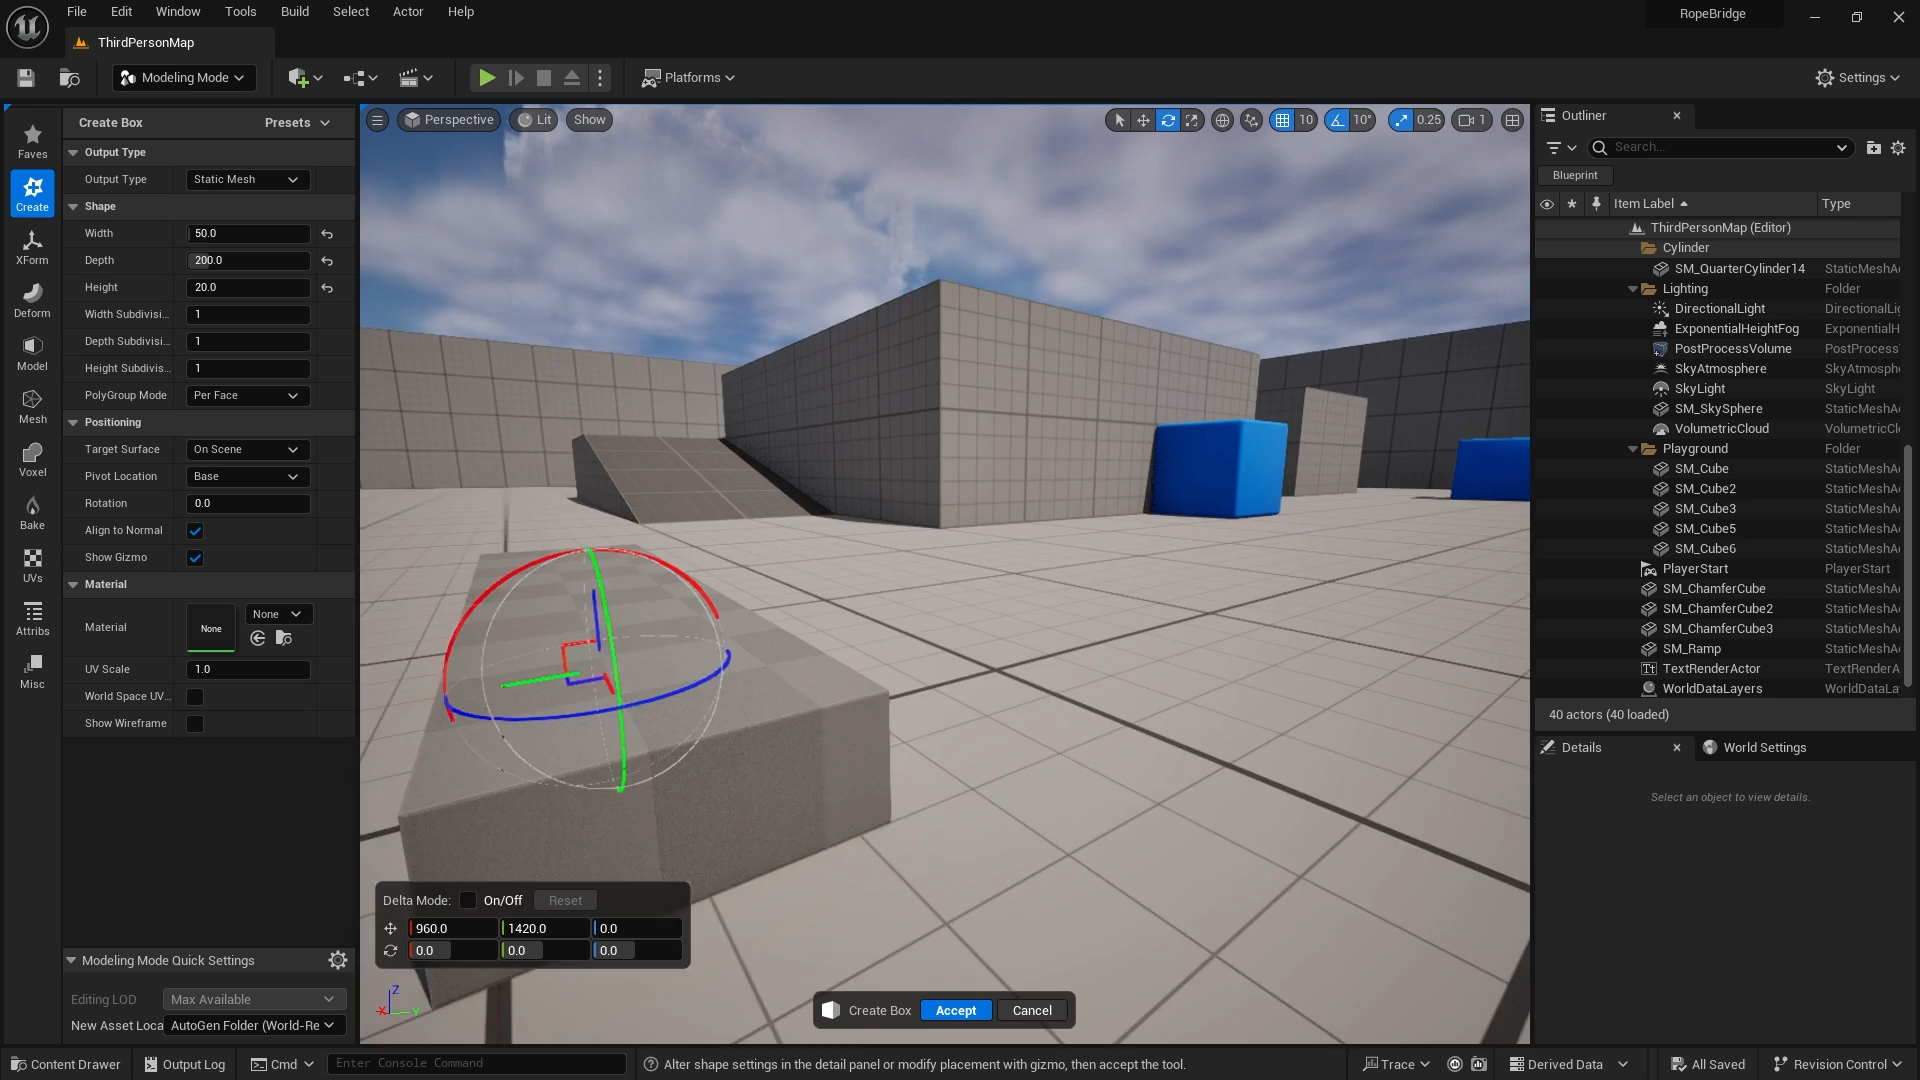 File Edit Window Tools Build Select Actor Help
RopeBridge
ThirdPersonMap
Modeling Mode
Platforms
Settings
Create Box
Presets
Output Type
Output Type
Static Mesh
Shape
Width
50.0
Depth
200.0
Height
20.0
Width Subdivisi...
1
Depth Subdivisi...
1
Height Subdivis...
1
PolyGroup Mode
Per Face
Positioning
Target Surface
On Scene
Pivot Location
Base
Rotation
0.0
Align to Normal
Show Gizmo
Material
Material
None
None
UV Scale
1.0
World Space UV...
Show Wireframe
Faves
Create
XForm
Deform
Model
Mesh
Voxel
Bake
UVs
Attribs
Misc
Modeling Mode Quick Settings
Editing LOD
Max Available
New Asset Loca
AutoGen Folder (World-Re
Perspective
Lit
Show
10
10°
0.25
1
Delta Mode:
On/Off
Reset
960.0
1420.0
0.0
0.0
0.0
0.0
Z
X
Y
Create Box
Accept
Cancel
Outliner
Search...
Blueprint
Item Label
Type
ThirdPersonMap (Editor)
Cylinder
SM_QuarterCylinder14
StaticMeshA
Lighting
Folder
DirectionalLight
DirectionalLi
ExponentialHeightFog
ExponentialH
PostProcessVolume
PostProcess
SkyAtmosphere
SkyAtmosph
SkyLight
SkyLight
SM_SkySphere
StaticMeshA
VolumetricCloud
VolumetricCl
Playground
Folder
SM_Cube
StaticMeshA
SM_Cube2
StaticMeshA
SM_Cube3
StaticMeshA
SM_Cube5
StaticMeshA
SM_Cube6
StaticMeshA
PlayerStart
PlayerStart
SM_ChamferCube
StaticMeshA
SM_ChamferCube2
StaticMeshA
SM_ChamferCube3
StaticMeshA
SM_Ramp
StaticMeshA
TextRenderActor
TextRenderA
WorldDataLayers
WorldDataLa
40 actors (40 loaded)
Details
World Settings
Select an object to view details.
Content Drawer
Output Log
Cmd
Enter Console Command
Alter shape settings in the detail panel or modify placement with gizmo, then accept the tool.
Trace
Derived Data
All Saved
Revision Control